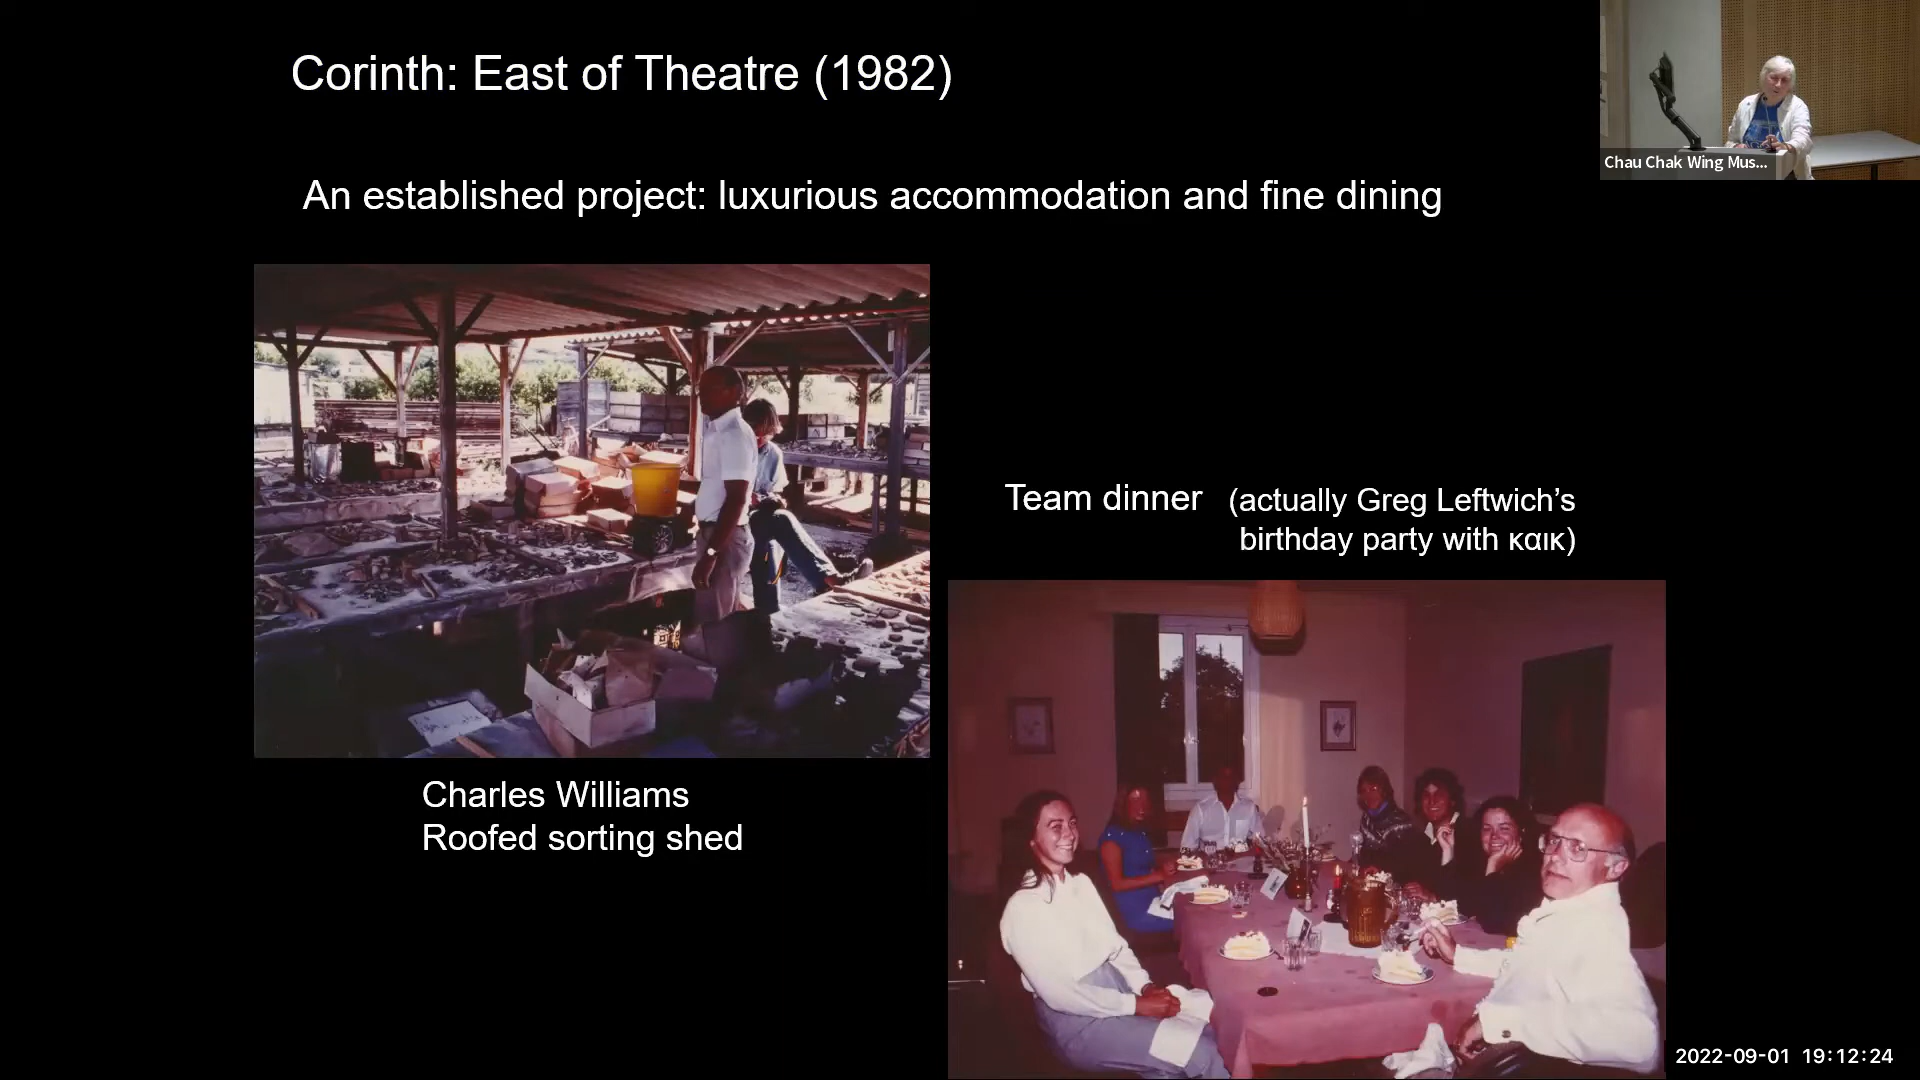 Corinth: East of Theatre (1982)
Chau Chak Wing Mus...
An established project: luxurious accommodation and fine dining
Team dinner (actually Greg Leftwich’s
birthday party with καικ)
Charles Williams
Roofed sorting shed
2022-09-01 19:12:24